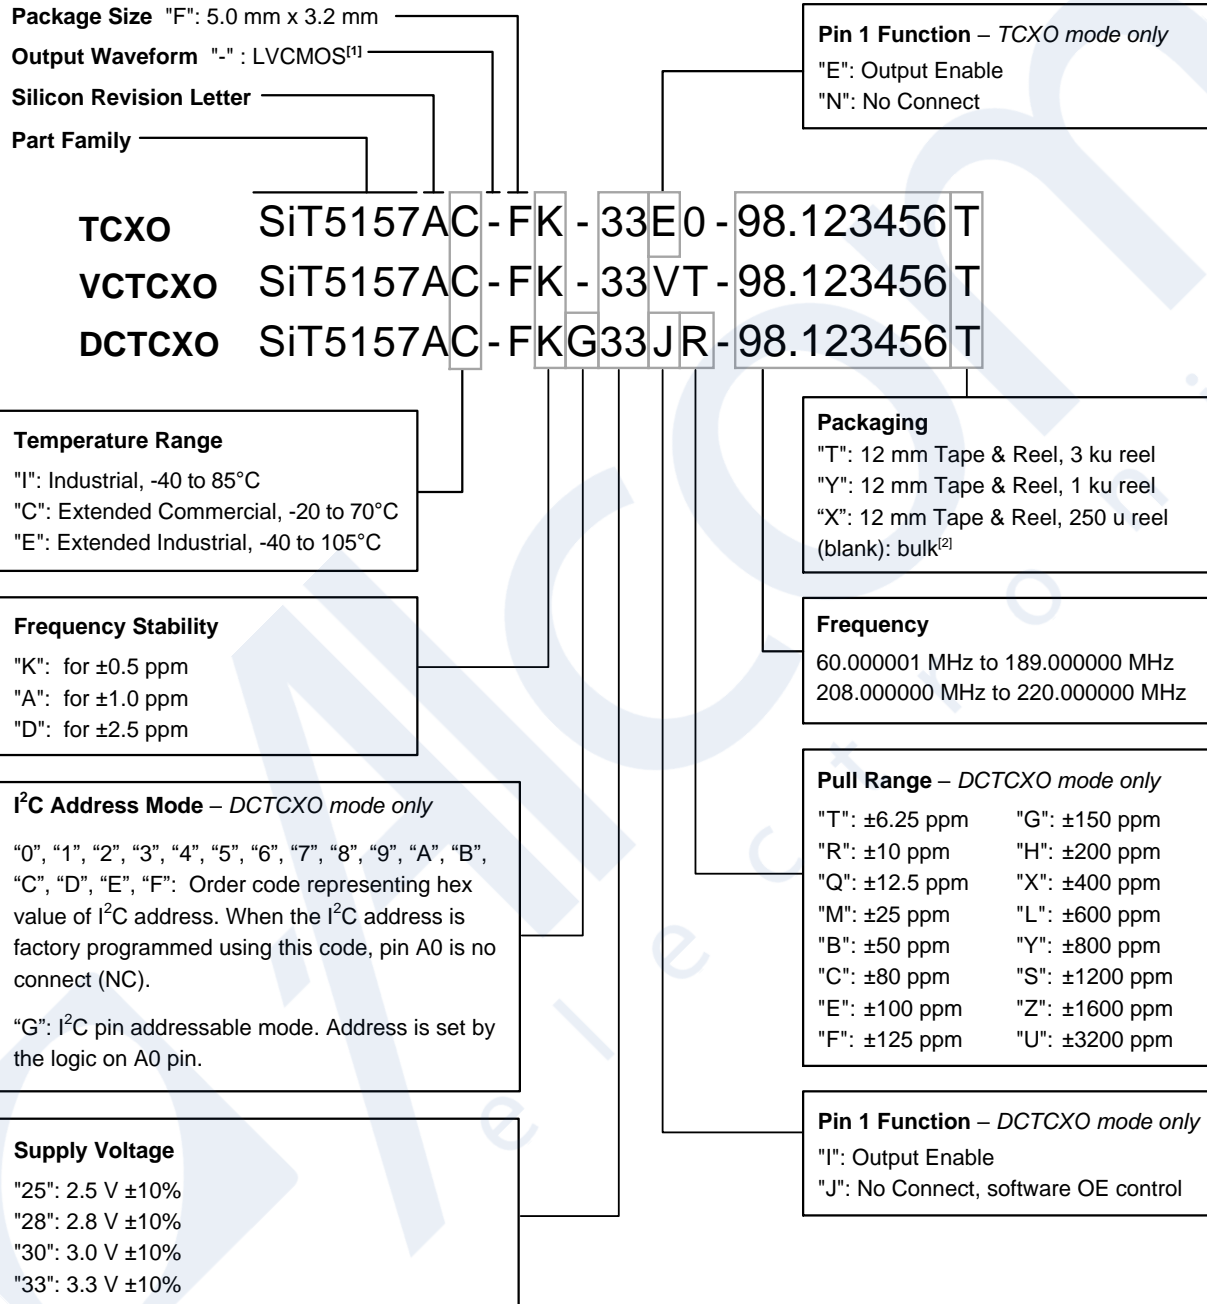 Package Size "F": 5.0 mm x 3.2 mm
Output Waveform "-" : LVCMOS[1]
Silicon Revision Letter
Part Family
Pin 1 Function – TCXO mode only
"E": Output Enable
"N": No Connect
TCXO SiT5157AC-FK-33E0-98.123456T
VCTCXO SiT5157AC-FK-33VT-98.123456T
DCTCXO SiT5157AC-FKG33JR-98.123456T
Temperature Range
"I": Industrial, -40 to 85°C
"C": Extended Commercial, -20 to 70°C
"E": Extended Industrial, -40 to 105°C
Frequency Stability
"K": for ±0.5 ppm
"A": for ±1.0 ppm
"D": for ±2.5 ppm
I2C Address Mode – DCTCXO mode only
“0”, “1”, “2”, “3”, “4”, “5”, “6”, “7”, “8”, “9”, “A”, “B”,
“C”, “D”, “E”, “F”: Order code representing hex
value of I2C address. When the I2C address is
factory programmed using this code, pin A0 is no
connect (NC).
“G”: I2C pin addressable mode. Address is set by
the logic on A0 pin.
Supply Voltage
"25": 2.5 V ±10%
"28": 2.8 V ±10%
"30": 3.0 V ±10%
"33": 3.3 V ±10%
Packaging
"T": 12 mm Tape & Reel, 3 ku reel
"Y": 12 mm Tape & Reel, 1 ku reel
“X”: 12 mm Tape & Reel, 250 u reel
(blank): bulk[2]
Frequency
60.000001 MHz to 189.000000 MHz
208.000000 MHz to 220.000000 MHz
Pull Range – DCTCXO mode only
"T": ±6.25 ppm "G": ±150 ppm
"R": ±10 ppm "H": ±200 ppm
"Q": ±12.5 ppm "X": ±400 ppm
"M": ±25 ppm "L": ±600 ppm
"B": ±50 ppm "Y": ±800 ppm
"C": ±80 ppm "S": ±1200 ppm
"E": ±100 ppm "Z": ±1600 ppm
"F": ±125 ppm "U": ±3200 ppm
Pin 1 Function – DCTCXO mode only
"I": Output Enable
"J": No Connect, software OE control
Alcom
electroni